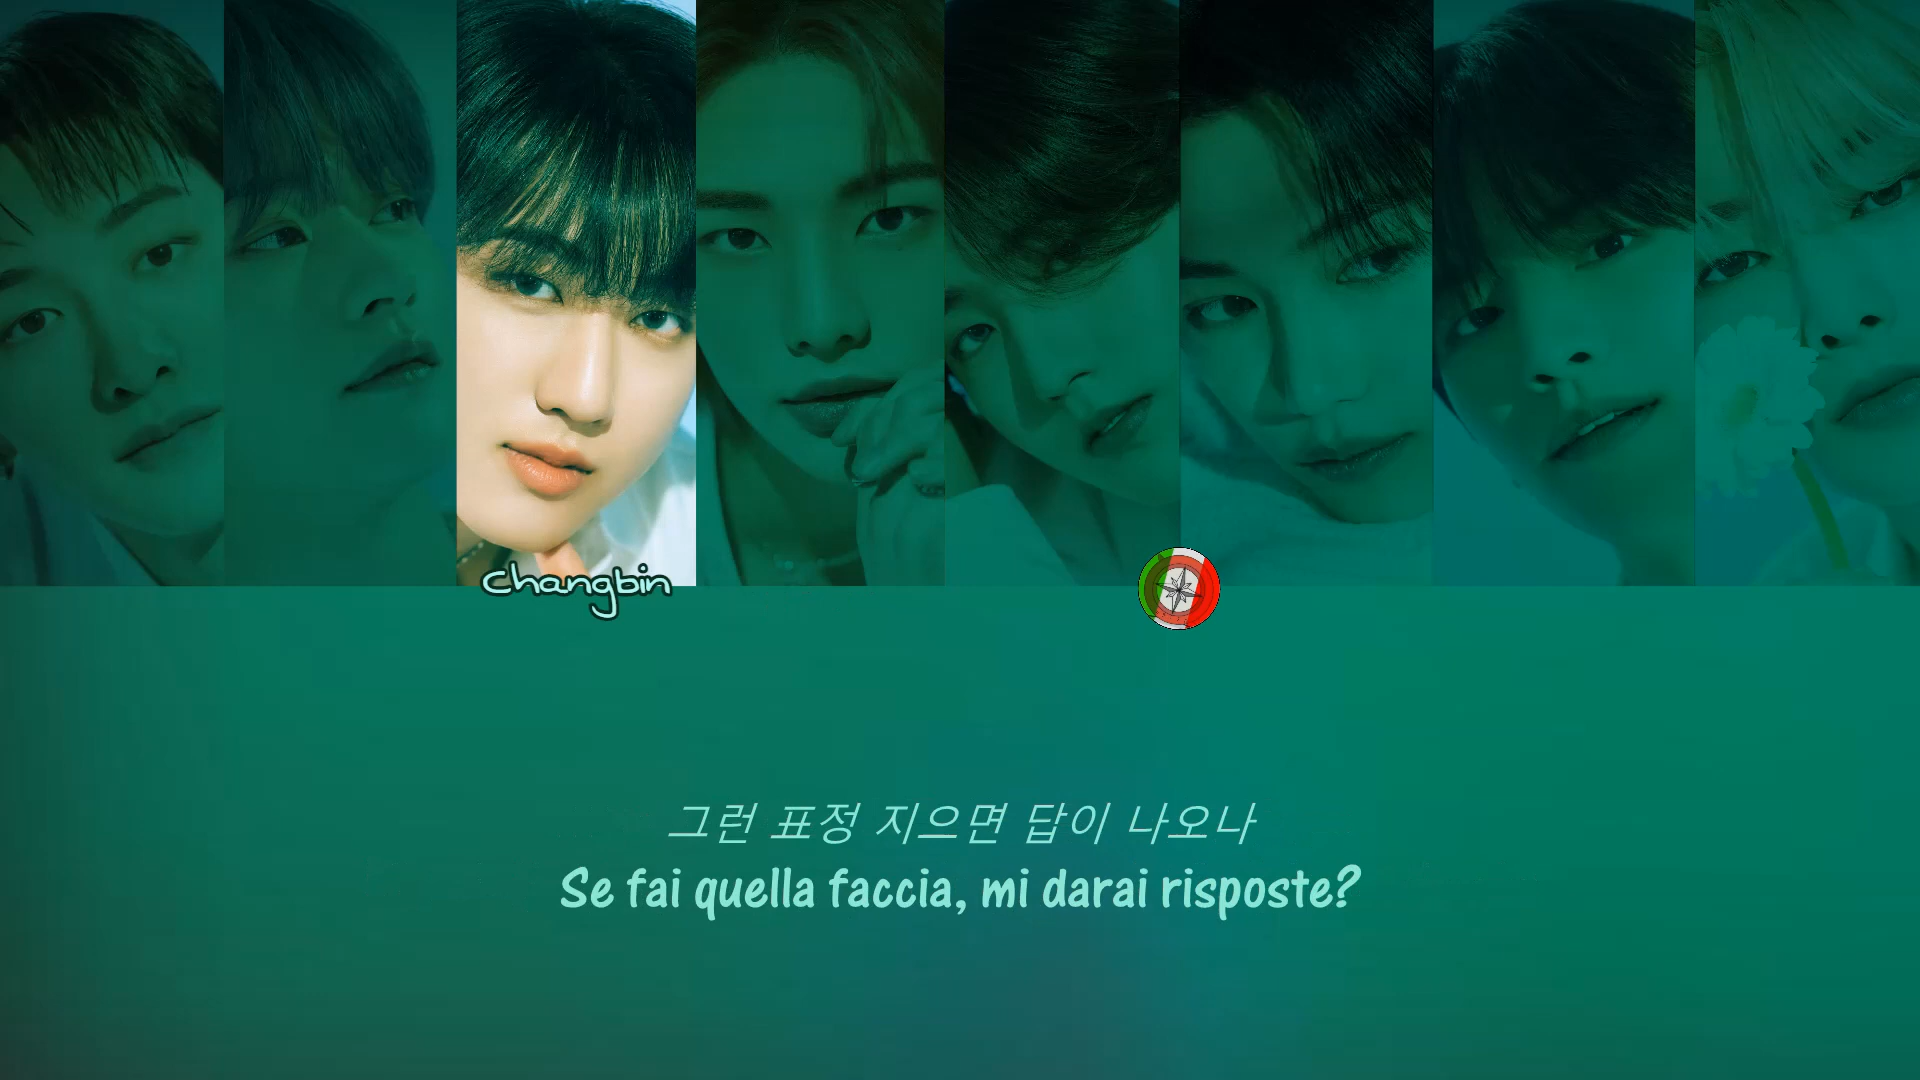 changbin
그런 표정 지으면 답이 나오나
Se fai quella faccia, mi darai risposte?